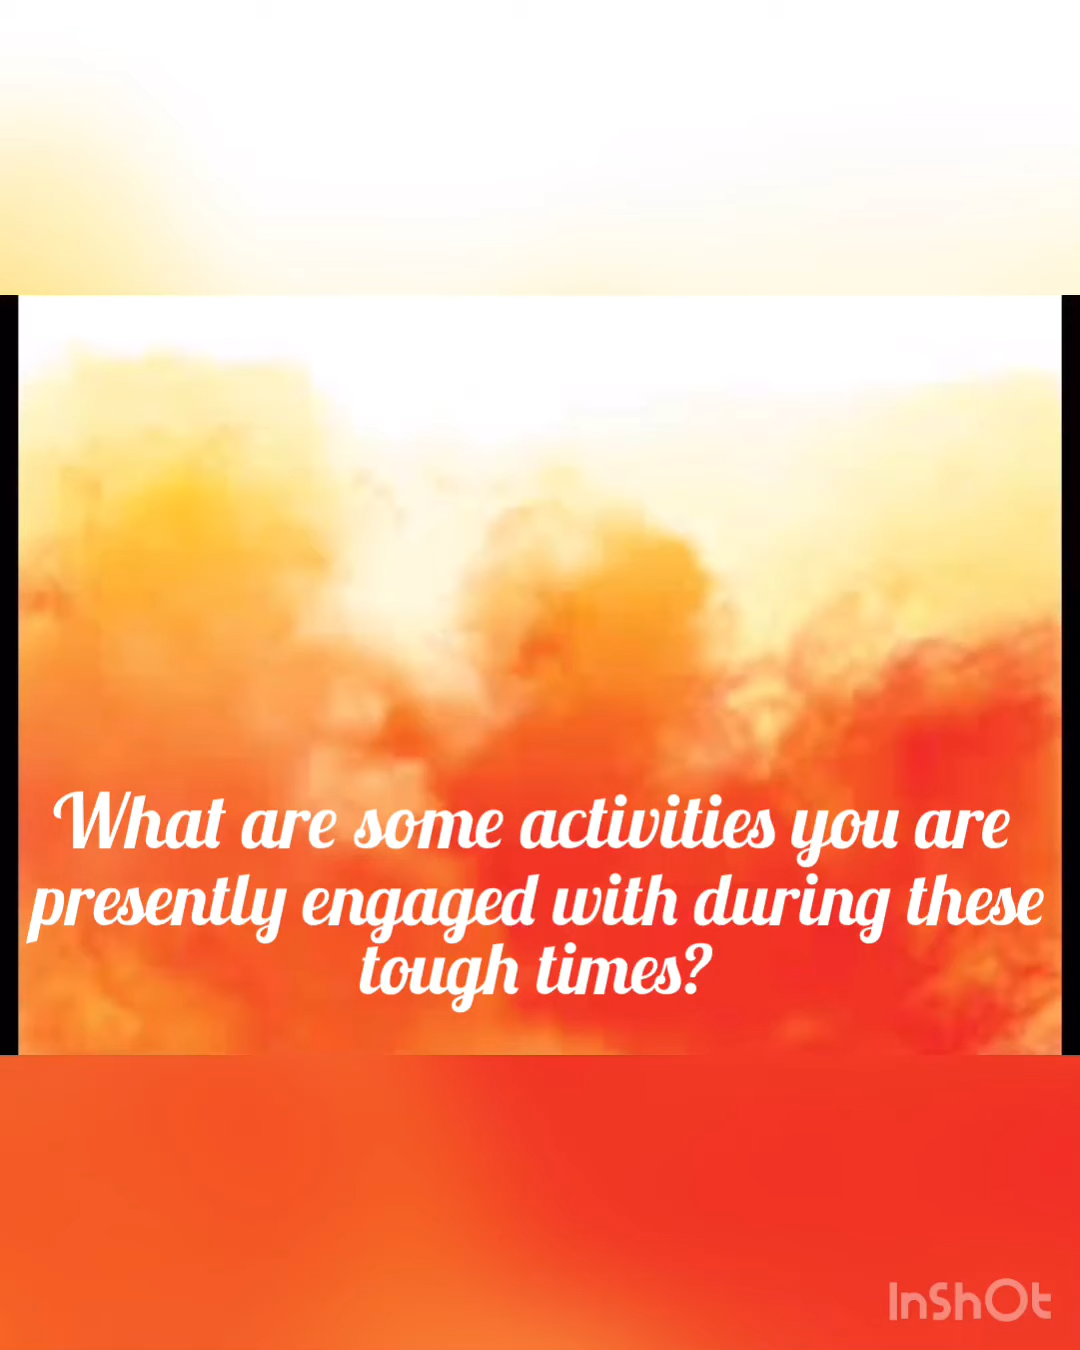 What are some activities you are
presently engaged with during these
tough times?
InShOt